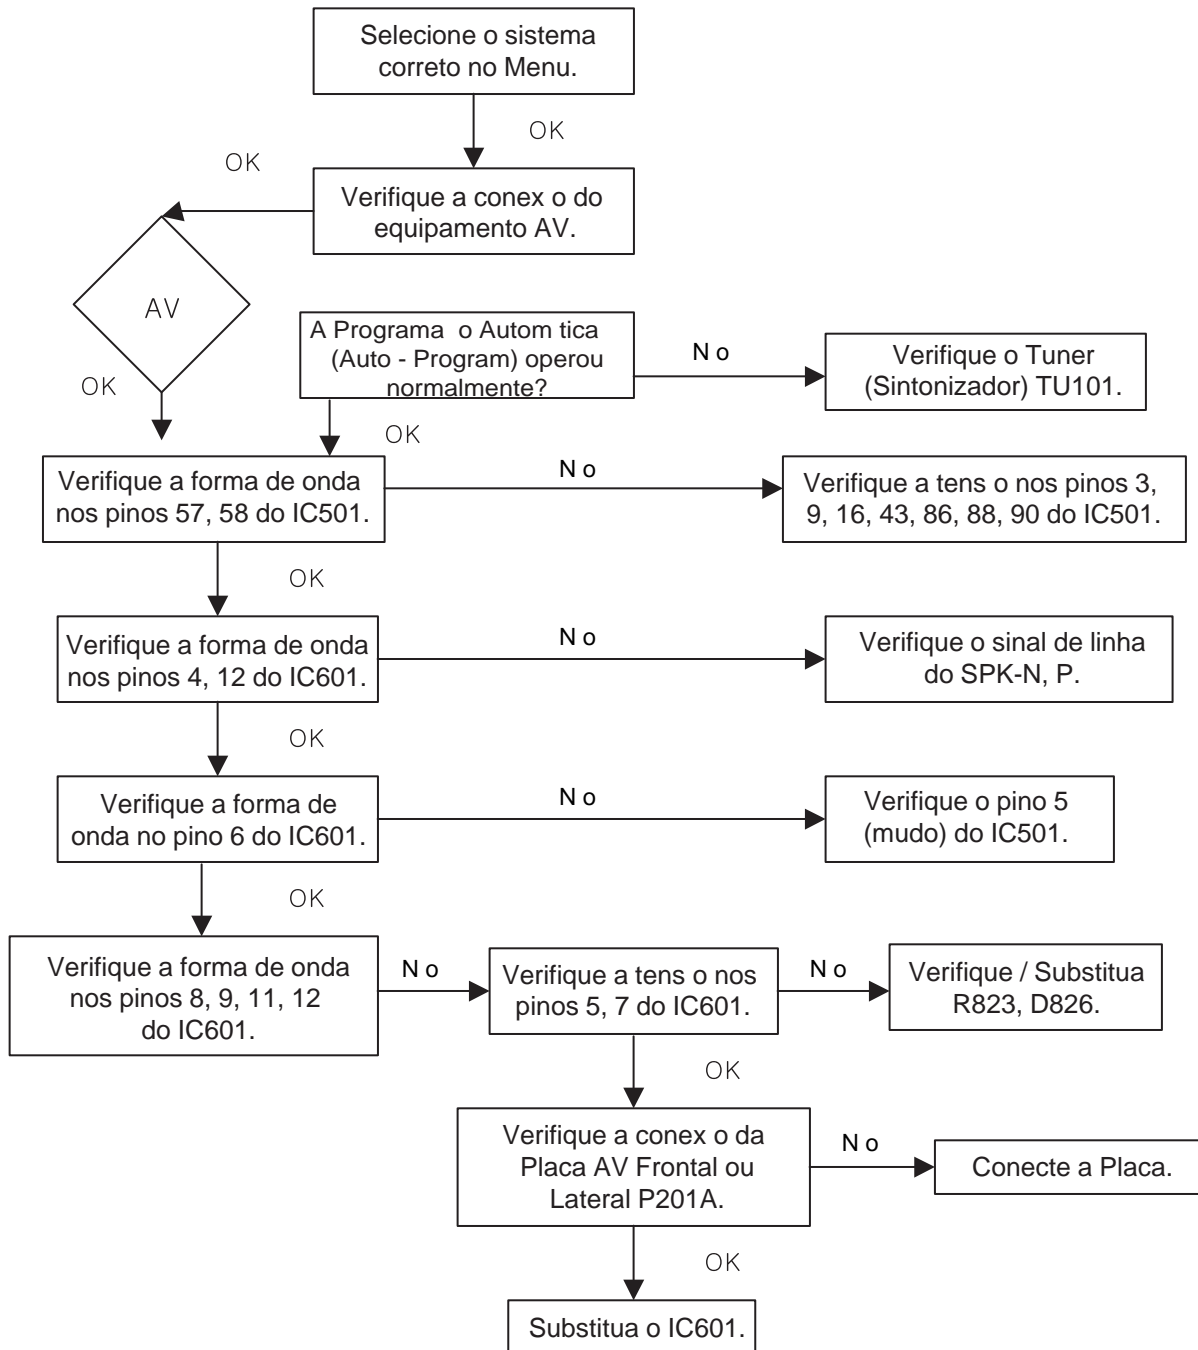 Selecione o sistema
correto no Menu.
OK
OK
Verifique a conex o do
equipamento AV.
AV
A Programa o Autom tica
(Auto - Program) operou
normalmente?
N o
Verifique o Tuner
(Sintonizador) TU101.
OK
OK
Verifique a forma de onda
nos pinos 57, 58 do IC501.
N o
Verifique a tens o nos pinos 3,
9, 16, 43, 86, 88, 90 do IC501.
OK
Verifique a forma de onda
nos pinos 4, 12 do IC601.
N o
Verifique o sinal de linha
do SPK-N, P.
OK
Verifique a forma de
onda no pino 6 do IC601.
N o
Verifique o pino 5
(mudo) do IC501.
OK
Verifique a forma de onda
nos pinos 8, 9, 11, 12
do IC601.
N o
Verifique a tens o nos
pinos 5, 7 do IC601.
N o
Verifique / Substitua
R823, D826.
OK
Verifique a conex o da
Placa AV Frontal ou
Lateral P201A.
N o
Conecte a Placa.
OK
Substitua o IC601.